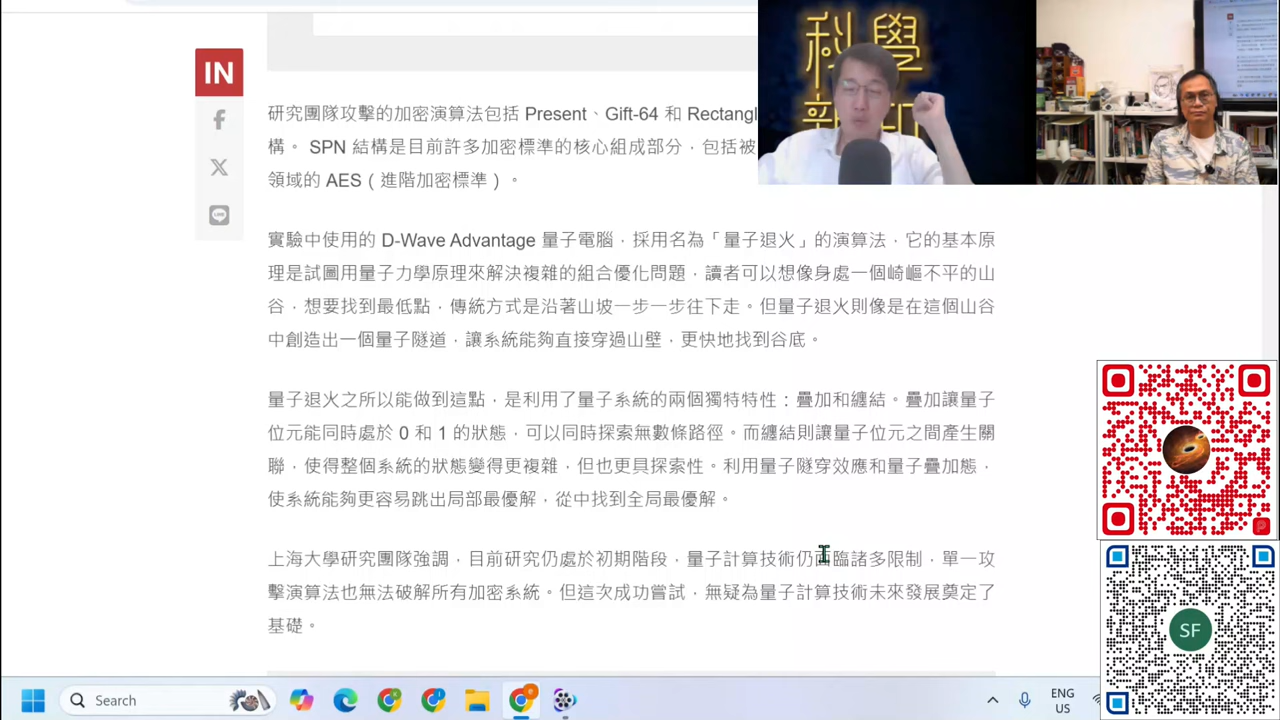 科學
IN
研究團隊攻擊的加密演算法包括 Present、Gift-64 和 Rectangl
構。 SPN 結構是目前許多加密標準的核心組成部分，包括被
領域的 AES（進階加密標準）。
實驗中使用的 D-Wave Advantage 量子電腦，採用名為「量子退火」的演算法，它的基本原
理是試圖用量子力學原理來解決複雜的組合優化問題，讀者可以想像身處一個崎嶇不平的山
谷，想要找到最低點，傳統方式是沿著山坡一步一步往下走。但量子退火則像是在這個山谷
中創造出一個量子隧道，讓系統能夠直接穿過山壁，更快地找到谷底。
量子退火之所以能做到這點，是利用了量子系統的兩個獨特特性：疊加和纏結。疊加讓量子
位元能同時處於 0 和 1 的狀態，可以同時探索無數條路徑。而纏結則讓量子位元之間產生關
聯，使得整個系統的狀態變得更複雜，但也更具探索性。利用量子隧穿效應和量子疊加態，
使系統能夠更容易跳出局部最優解，從中找到全局最優解。
上海大學研究團隊強調，目前研究仍處於初期階段，量子計算技術仍面臨諸多限制，單一攻
擊演算法也無法破解所有加密系統。但這次成功嘗試，無疑為量子計算技術未來發展奠定了
基礎。
SF
Search
ENG
US